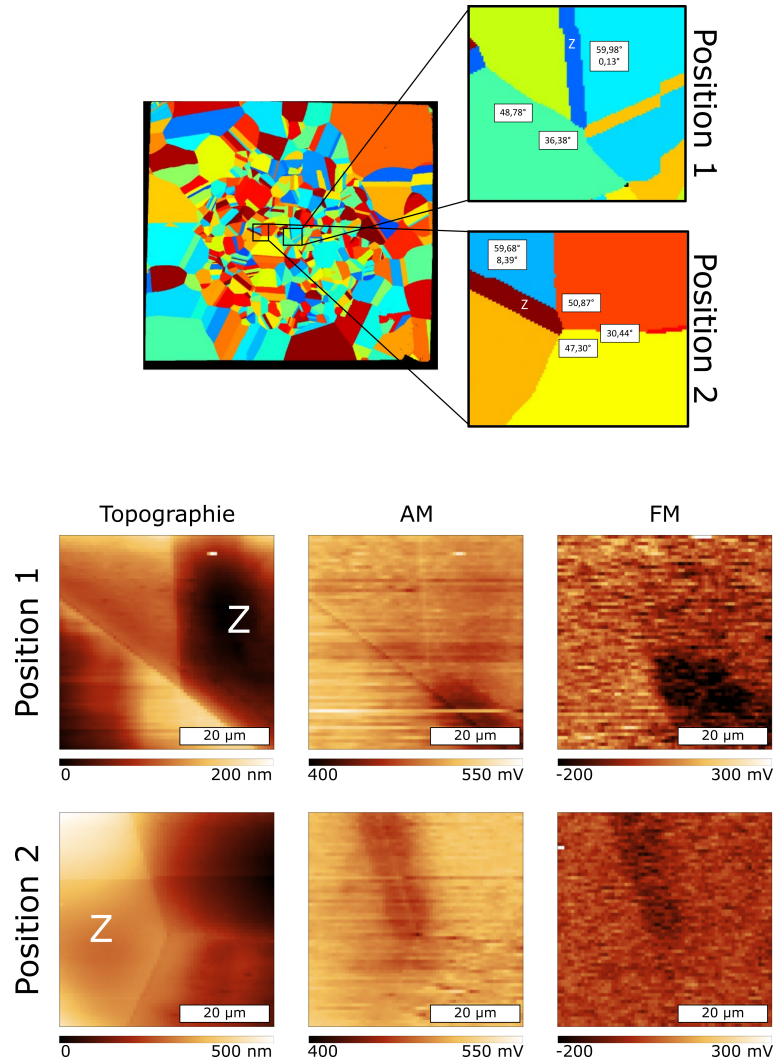 Position 1
Z
59,98°
0,13°
48,78°
36,38°
Position 2
59,68°
8,39°
Z
50,87°
30,44°
47,30°
Topographie
AM
FM
Position 1
Z
20 µm
20 µm
20 µm
0
200 nm
400
550 mV
-200
300 mV
Position 2
Z
20 µm
20 µm
20 µm
0
500 nm
400
550 mV
-200
300 mV